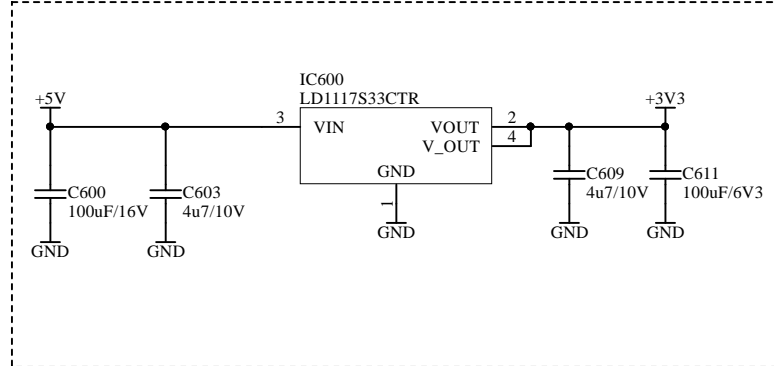 IC600
LD1117S33CTR
+5V
+3V3
3
VIN
VOUT
2
V_OUT
4
GND
1
C600
100uF/16V
C603
4u7/10V
C609
4u7/10V
C611
100uF/6V3
GND
GND
GND
GND
GND